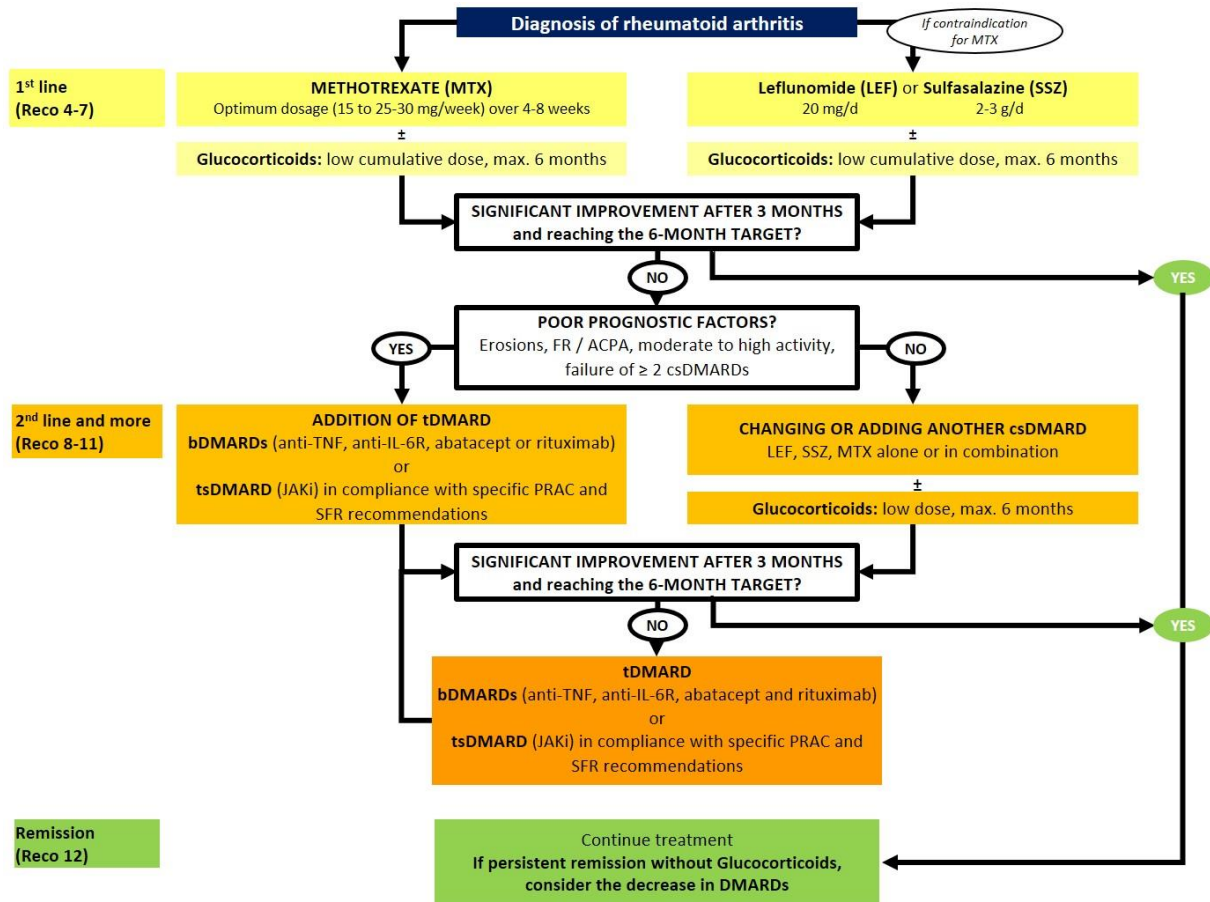 Diagnosis of rheumatoid arthritis
If contraindication
for MTX
1st line
(Reco 4-7)
METHOTREXATE (MTX)
Optimum dosage (15 to 25-30 mg/week) over 4-8 weeks
±
Glucocorticoids: low cumulative dose, max. 6 months
Leflunomide (LEF) or Sulfasalazine (SSZ)
20 mg/d 2-3 g/d
±
Glucocorticoids: low cumulative dose, max. 6 months
SIGNIFICANT IMPROVEMENT AFTER 3 MONTHS
and reaching the 6-MONTH TARGET?
NO
YES
POOR PROGNOSTIC FACTORS?
Erosions, FR / ACPA, moderate to high activity,
failure of ≥ 2 csDMARDs
YES
NO
2nd line and more
(Reco 8-11)
ADDITION OF tDMARD
bDMARDs (anti-TNF, anti-IL-6R, abatacept or rituximab)
or
tsDMARD (JAKi) in compliance with specific PRAC and
SFR recommendations
CHANGING OR ADDING ANOTHER csDMARD
LEF, SSZ, MTX alone or in combination
±
Glucocorticoids: low dose, max. 6 months
SIGNIFICANT IMPROVEMENT AFTER 3 MONTHS
and reaching the 6-MONTH TARGET?
NO
YES
tDMARD
bDMARDs (anti-TNF, anti-IL-6R, abatacept and rituximab)
or
tsDMARD (JAKi) in compliance with specific PRAC and
SFR recommendations
Remission
(Reco 12)
Continue treatment
If persistent remission without Glucocorticoids,
consider the decrease in DMARDs